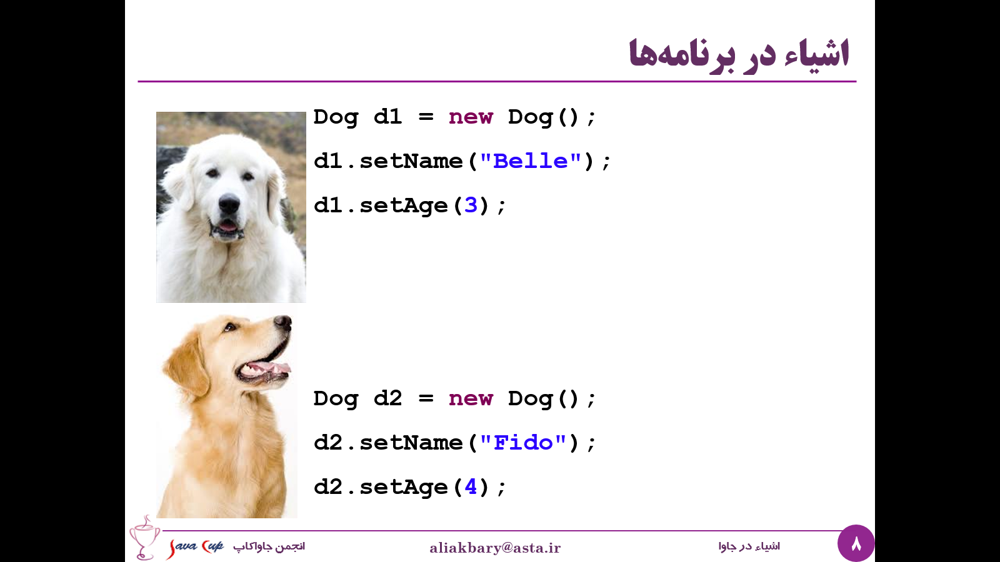 اشیاء در برنامه‌ها
Dog d1 = new Dog();
d1.setName("Belle");
d1.setAge(3);
Dog d2 = new Dog();
d2.setName("Fido");
d2.setAge(4);
Java Cup
انجمن جاواکاپ
aliakbary@asta.ir
اشیاء در جاوا
۸